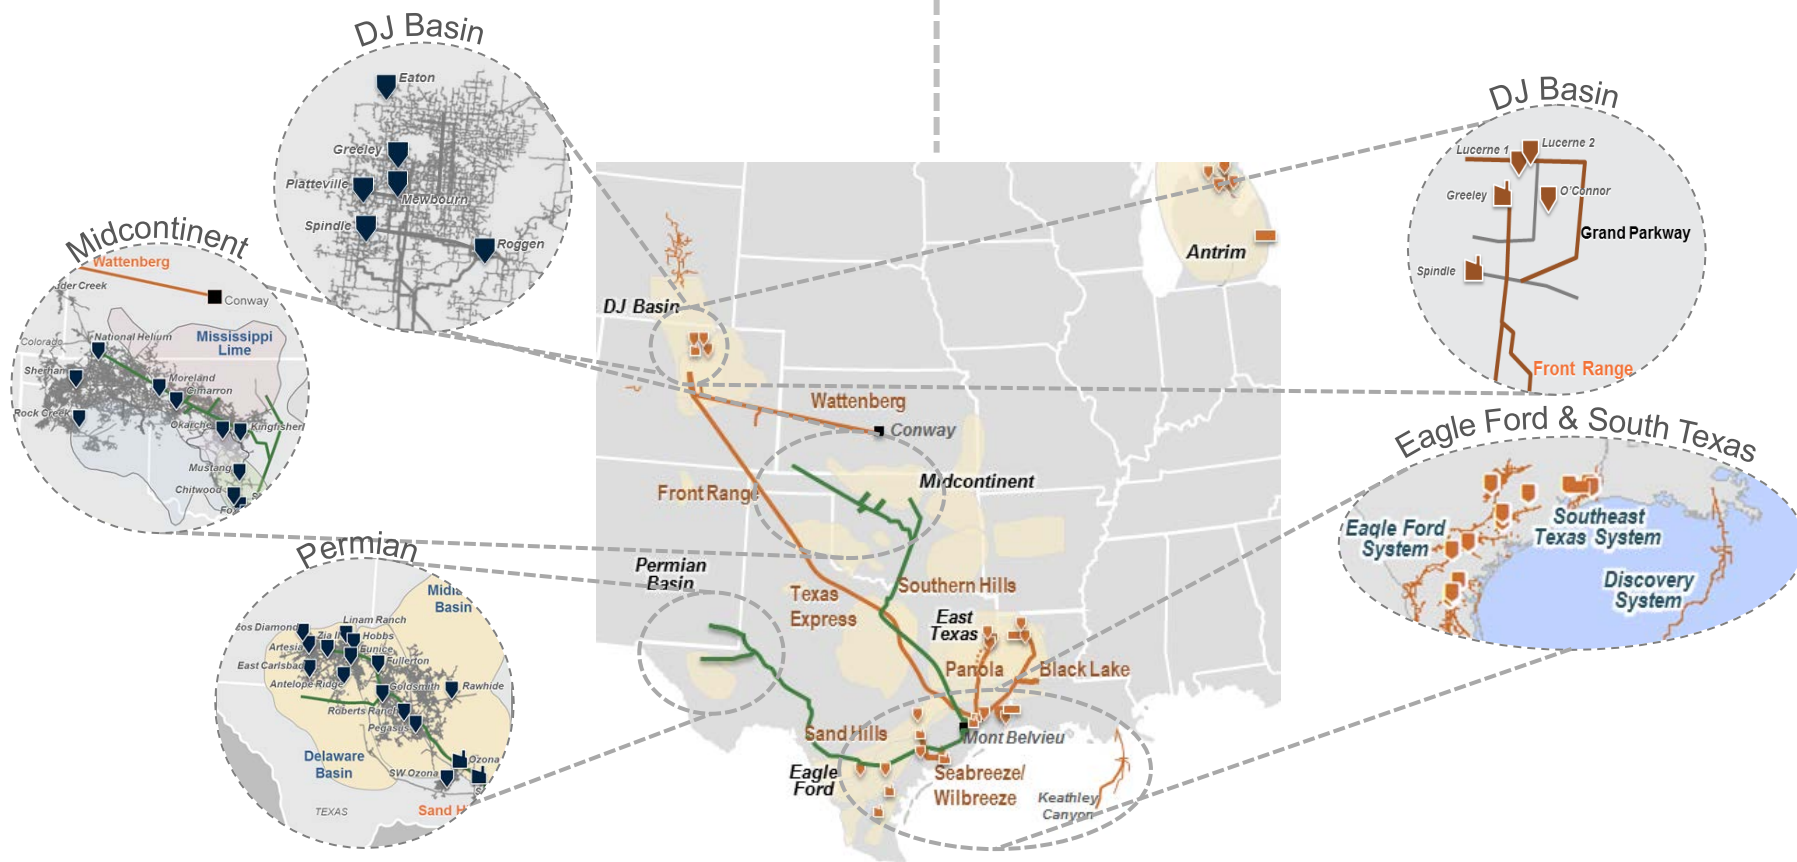 DJ Basin
Eaton
Greeley
Platteville
Mewbourn
Spindle
Roggen
Midcontinent
Wattenberg
Conway
Colorado
National Helium
Mississippi
Lime
Sherhan
Moreland
Cimarron
Rock Creek
Okarche
Kingfisher
Mustang
Chitwood
Permian
Basin
Linam Ranch
Hobbs
Artesia
Eunice
Fullerton
East Carlsbad
Antelope Ridge
Goldsmith
Rawhide
Roberts Ranch
Pegasus
Delaware
Basin
Ozona
SW Ozona
TEXAS
DJ Basin
Wattenberg
Conway
Front Range
Midcontinent
Permian
Basin
Texas
Express
Southern Hills
East
Texas
Panola
Black Lake
Sand Hills
Mont Belvieu
Eagle
Ford
Seabreeze/
Wilbreeze
Keathley
Canyon
Antrim
DJ Basin
Lucerne 1
Lucerne 2
Greeley
O'Connor
Grand Parkway
Spindle
Front Range
Eagle Ford & South Texas
Eagle Ford
System
Southeast
Texas System
Discovery
System